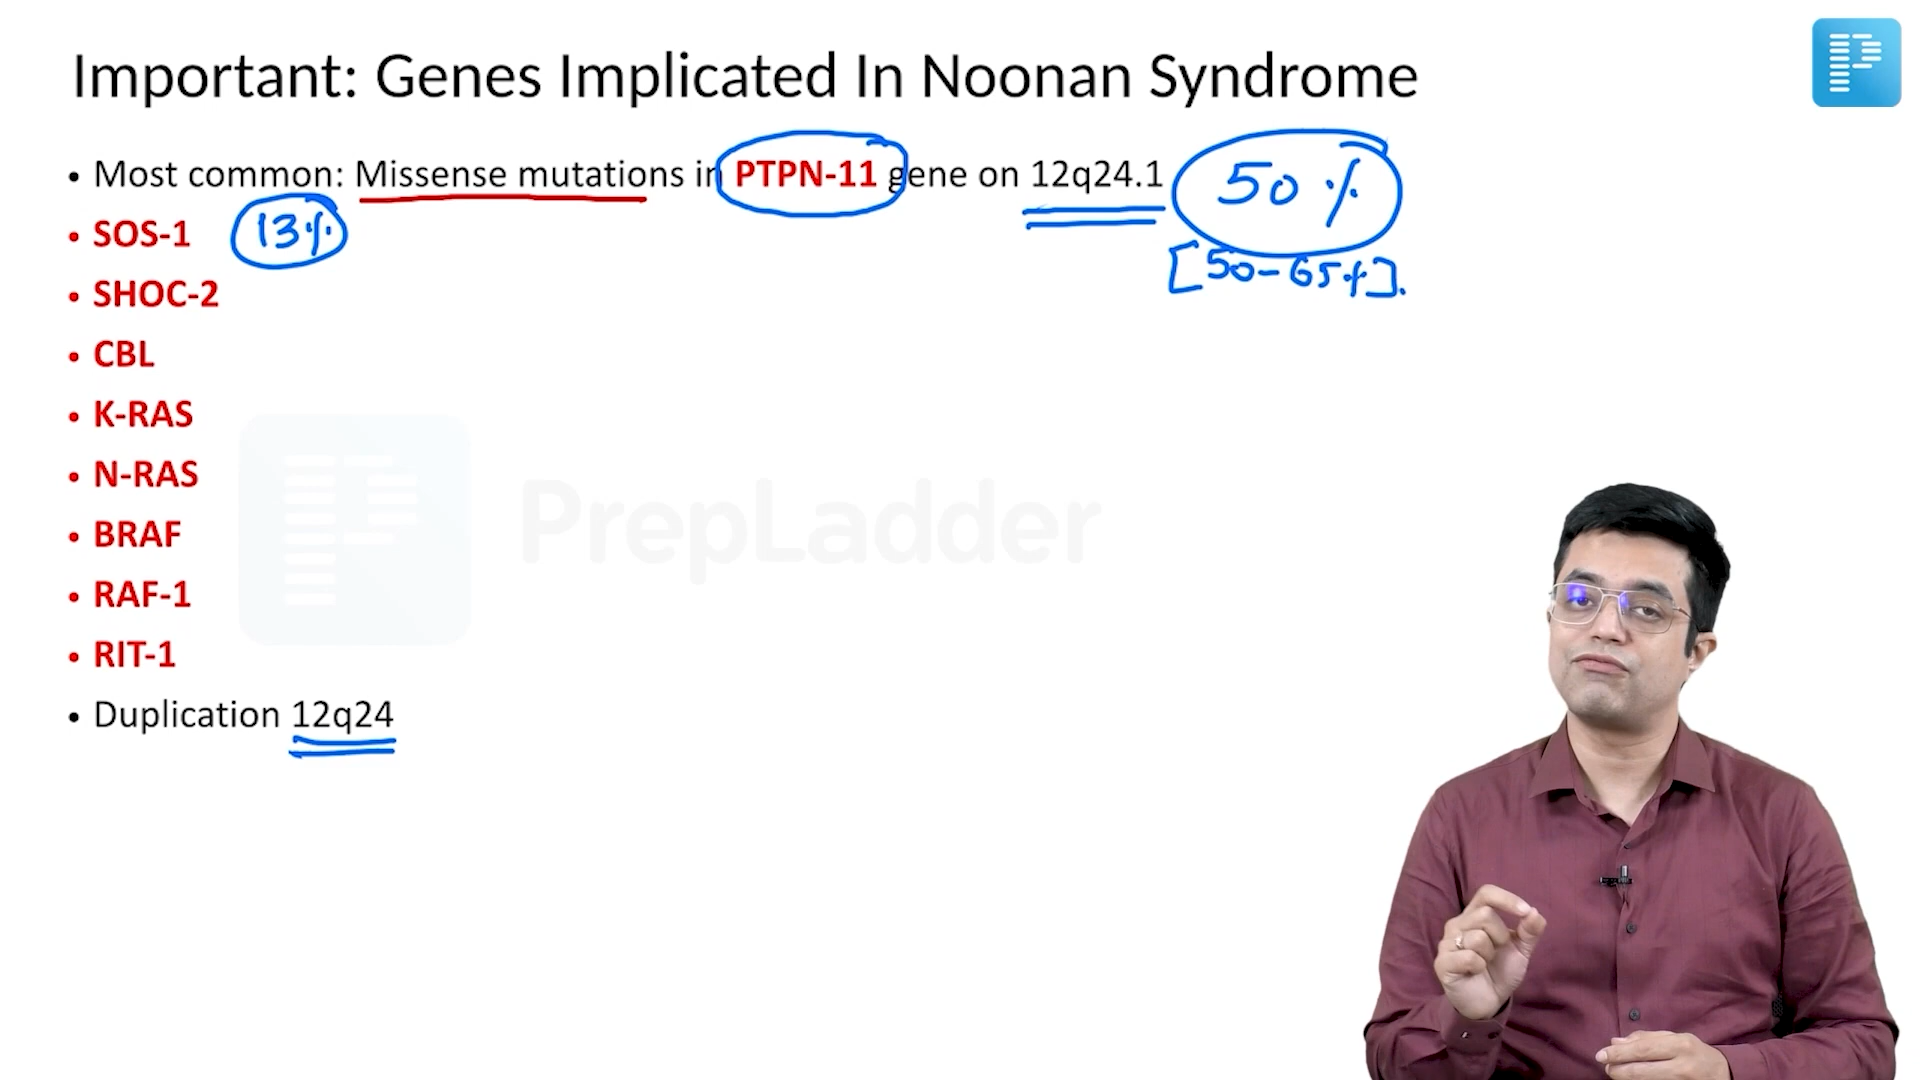 Important: Genes Implicated In Noonan Syndrome
• Most common: Missense mutations in PTPN-11 gene on 12q24.1 50%
[50-65%].
• SOS-1 13%
• SHOC-2
• CBL
• K-RAS
• N-RAS
• BRAF
• RAF-1
• RIT-1
• Duplication 12q24
PrepLadder